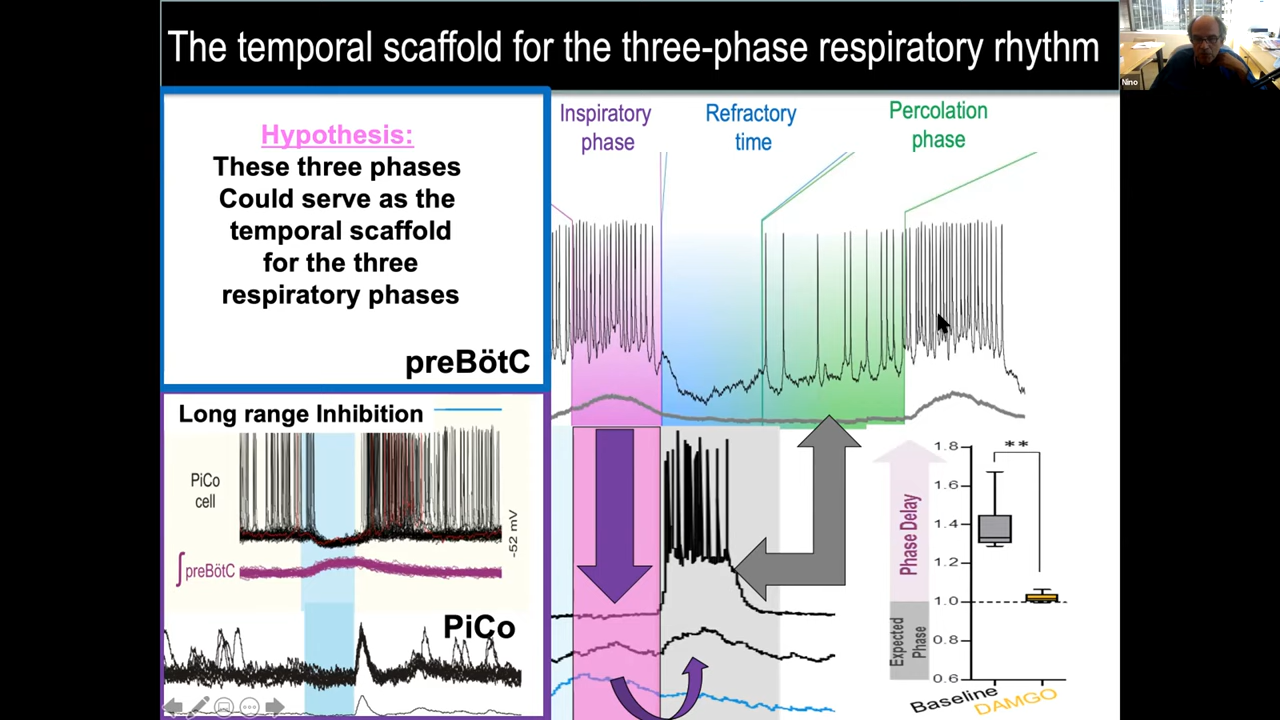 The temporal scaffold for the three-phase respiratory rhythm
Nino
Hypothesis:
These three phases
Could serve as the
temporal scaffold
for the three
respiratory phases
preBötC
Inspiratory
phase
Refractory
time
Percolation
phase
Long range Inhibition
PiCo
cell
-52 mV
∫preBötC
PiCo
Phase Delay
Expected
Phase
1.8
1.6
1.4
1.2
1.0
0.8
0.6
**
Baseline
DAMGO